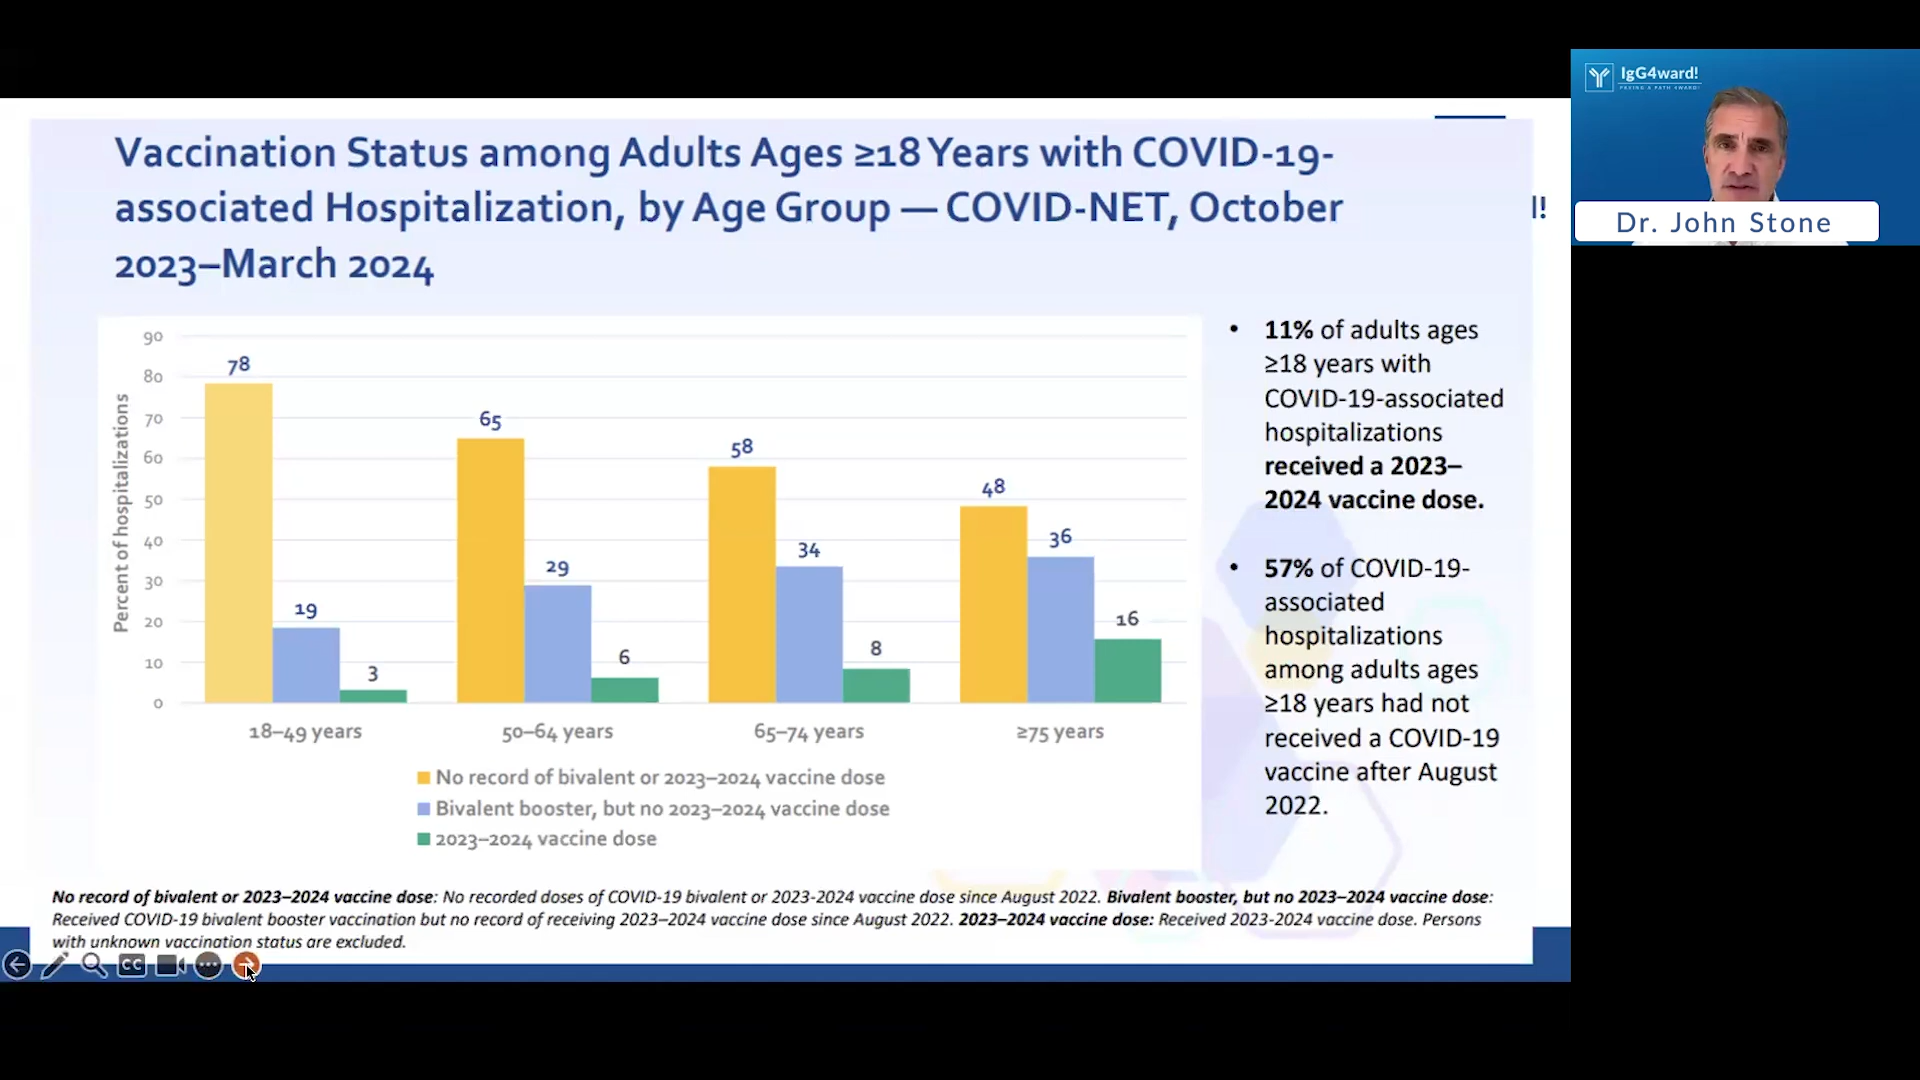 Vaccination Status among Adults Ages ≥18 Years with COVID-19-
associated Hospitalization, by Age Group — COVID-NET, October
2023–March 2024
Percent of hospitalizations
90
80
70
60
50
40
30
20
10
0
78
19
3
65
29
6
58
34
8
48
36
16
18–49 years
50–64 years
65–74 years
≥75 years
No record of bivalent or 2023–2024 vaccine dose
Bivalent booster, but no 2023–2024 vaccine dose
2023–2024 vaccine dose
• 11% of adults ages
≥18 years with
COVID-19-associated
hospitalizations
received a 2023–
2024 vaccine dose.
• 57% of COVID-19-
associated
hospitalizations
among adults ages
≥18 years had not
received a COVID-19
vaccine after August
2022.
No record of bivalent or 2023–2024 vaccine dose: No recorded doses of COVID-19 bivalent or 2023-2024 vaccine dose since August 2022. Bivalent booster, but no 2023–2024 vaccine dose:
Received COVID-19 bivalent booster vaccination but no record of receiving 2023–2024 vaccine dose since August 2022. 2023–2024 vaccine dose: Received 2023-2024 vaccine dose. Persons
with unknown vaccination status are excluded.
CC
IgG4ward!
Dr. John Stone